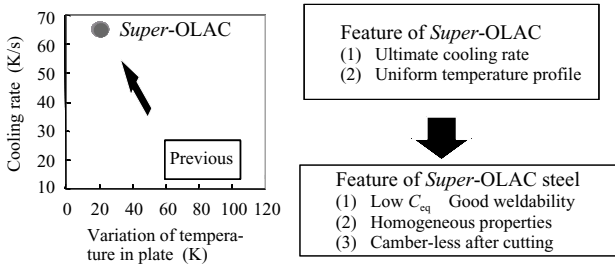 70
60
50
40
30
20
10
Cooling rate (K/s)
Super-OLAC
Previous
0 20 40 60 80 100 120
Variation of tempera-
ture in plate (K)
Feature of Super-OLAC
(1) Ultimate cooling rate
(2) Uniform temperature profile
Feature of Super-OLAC steel
(1) Low Ceq Good weldability
(2) Homogeneous properties
(3) Camber-less after cutting